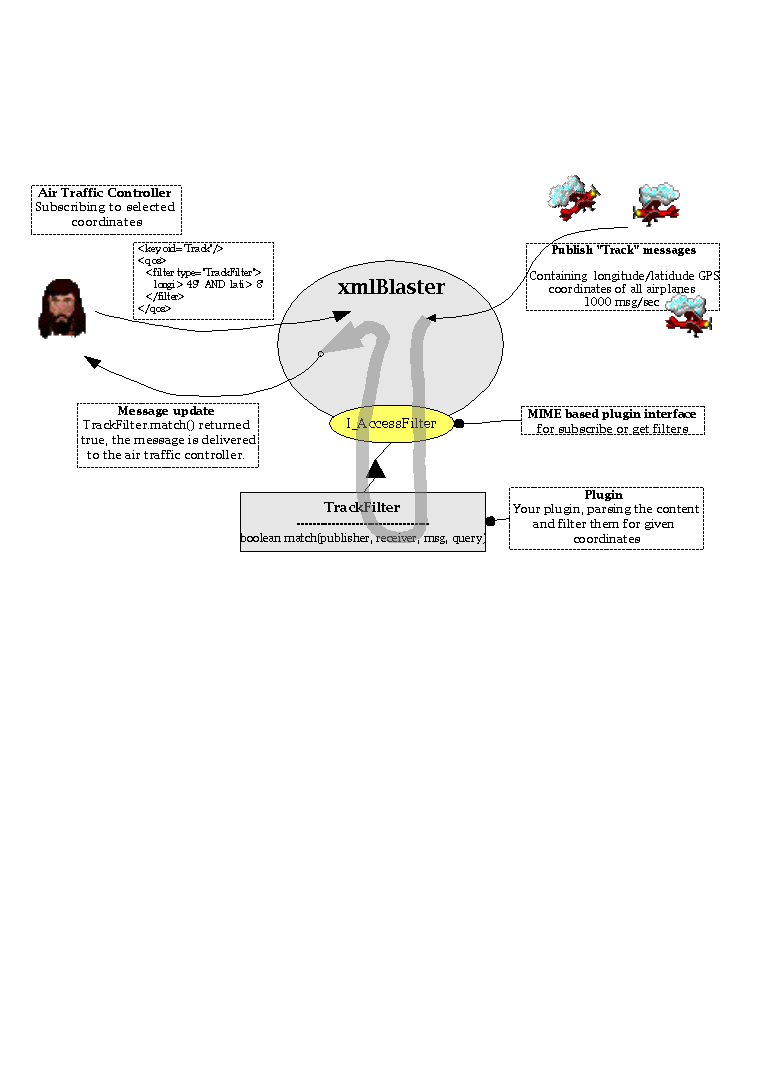 Air Traffic Controller
Subscribing to selected
coordinates
<key oid="Track"/>
<qos>
<filter type="TrackFilter">
longi > 49° AND lati > 8°
</filter>
</qos>
xmlBlaster
Publish "Track" messages
Containing longitude/latidude GPS
coordinates of all airplanes
1000 msg/sec
Message update
TrackFilter.match() returned
true, the message is delivered
to the air traffic controller.
I_AccessFilter
MIME based plugin interface
for subscribe or get filters
TrackFilter
boolean match(publisher, receiver, msg, query)
Plugin
Your plugin, parsing the content
and filter them for given
coordinates